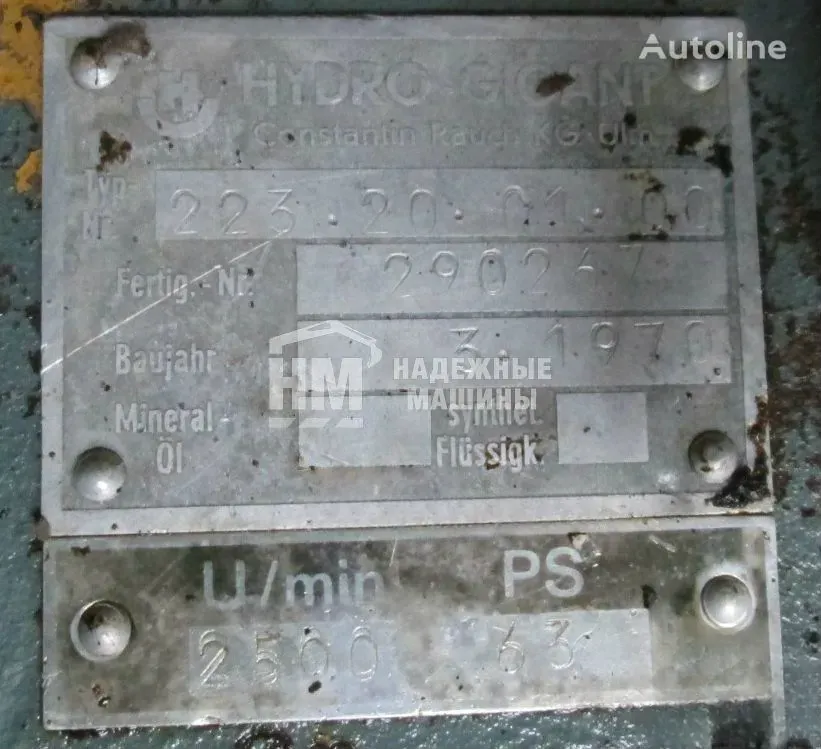 Autoline
HYDRO-GIGANT
Constantin Rauch KG Ulm
Typ- Nr. 223.20.01.00
Fertig.-Nr. 290267
Baujahr 3.1970
НАДЕЖНЫЕ
МАШИНЫ
НМ
Mineral- Öl
synthet. Flüssigk.
U/min PS
2500 63